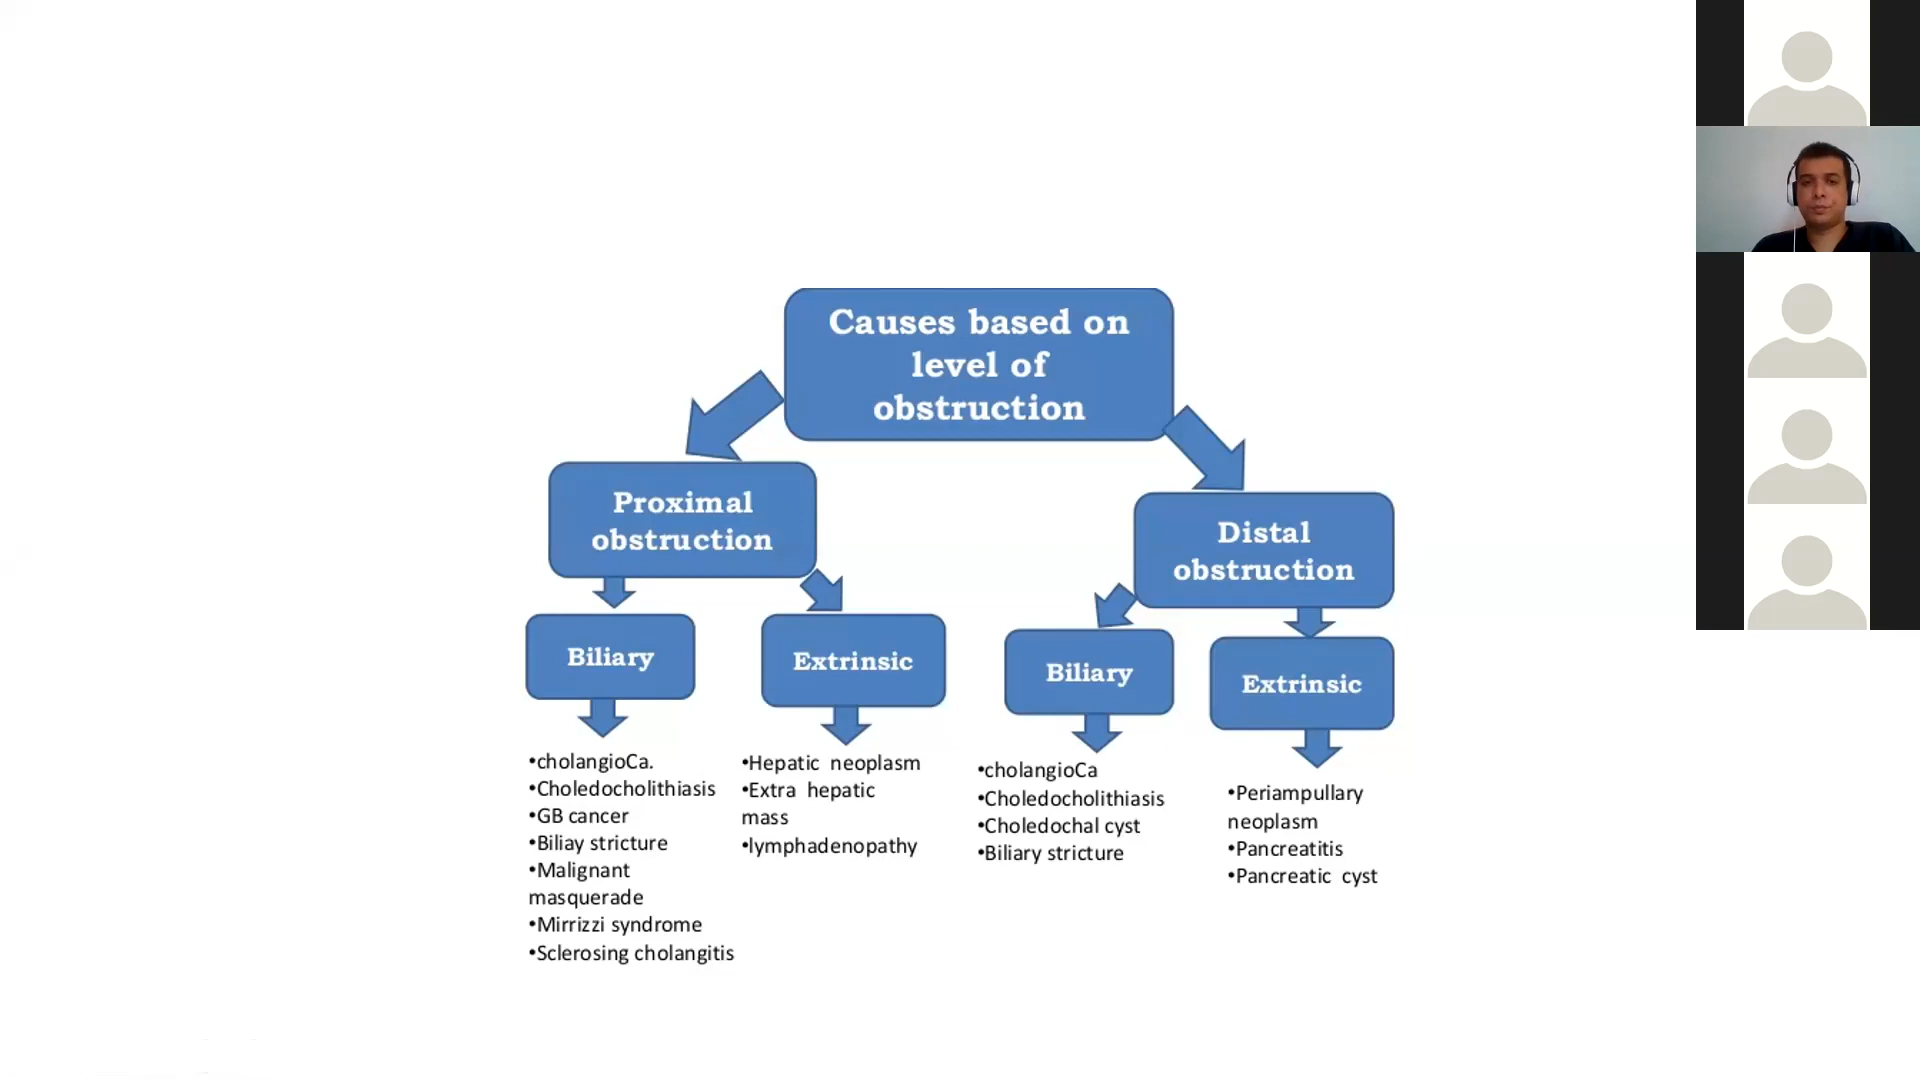 Causes based on
level of
obstruction
Proximal
obstruction
Distal
obstruction
Biliary
Extrinsic
Biliary
Extrinsic
•cholangioCa.
•Choledocholithiasis
•GB cancer
•Biliay stricture
•Malignant
masquerade
•Mirrizzi syndrome
•Sclerosing cholangitis
•Hepatic neoplasm
•Extra hepatic
mass
•lymphadenopathy
•cholangioCa
•Choledocholithiasis
•Choledochal cyst
•Biliary stricture
•Periampullary
neoplasm
•Pancreatitis
•Pancreatic cyst